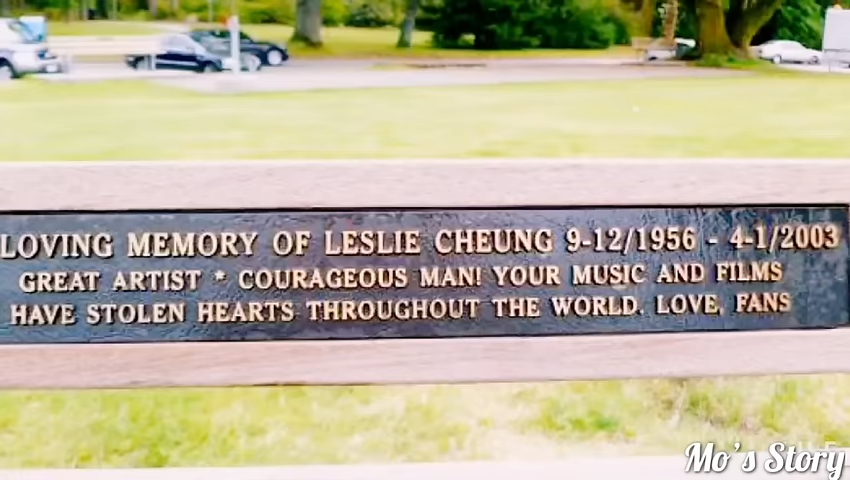 LOVING MEMORY OF LESLIE CHEUNG 9-12/1956 - 4-1/2003
GREAT ARTIST * COURAGEOUS MAN! YOUR MUSIC AND FILMS
HAVE STOLEN HEARTS THROUGHOUT THE WORLD. LOVE, FANS
Mo's Story